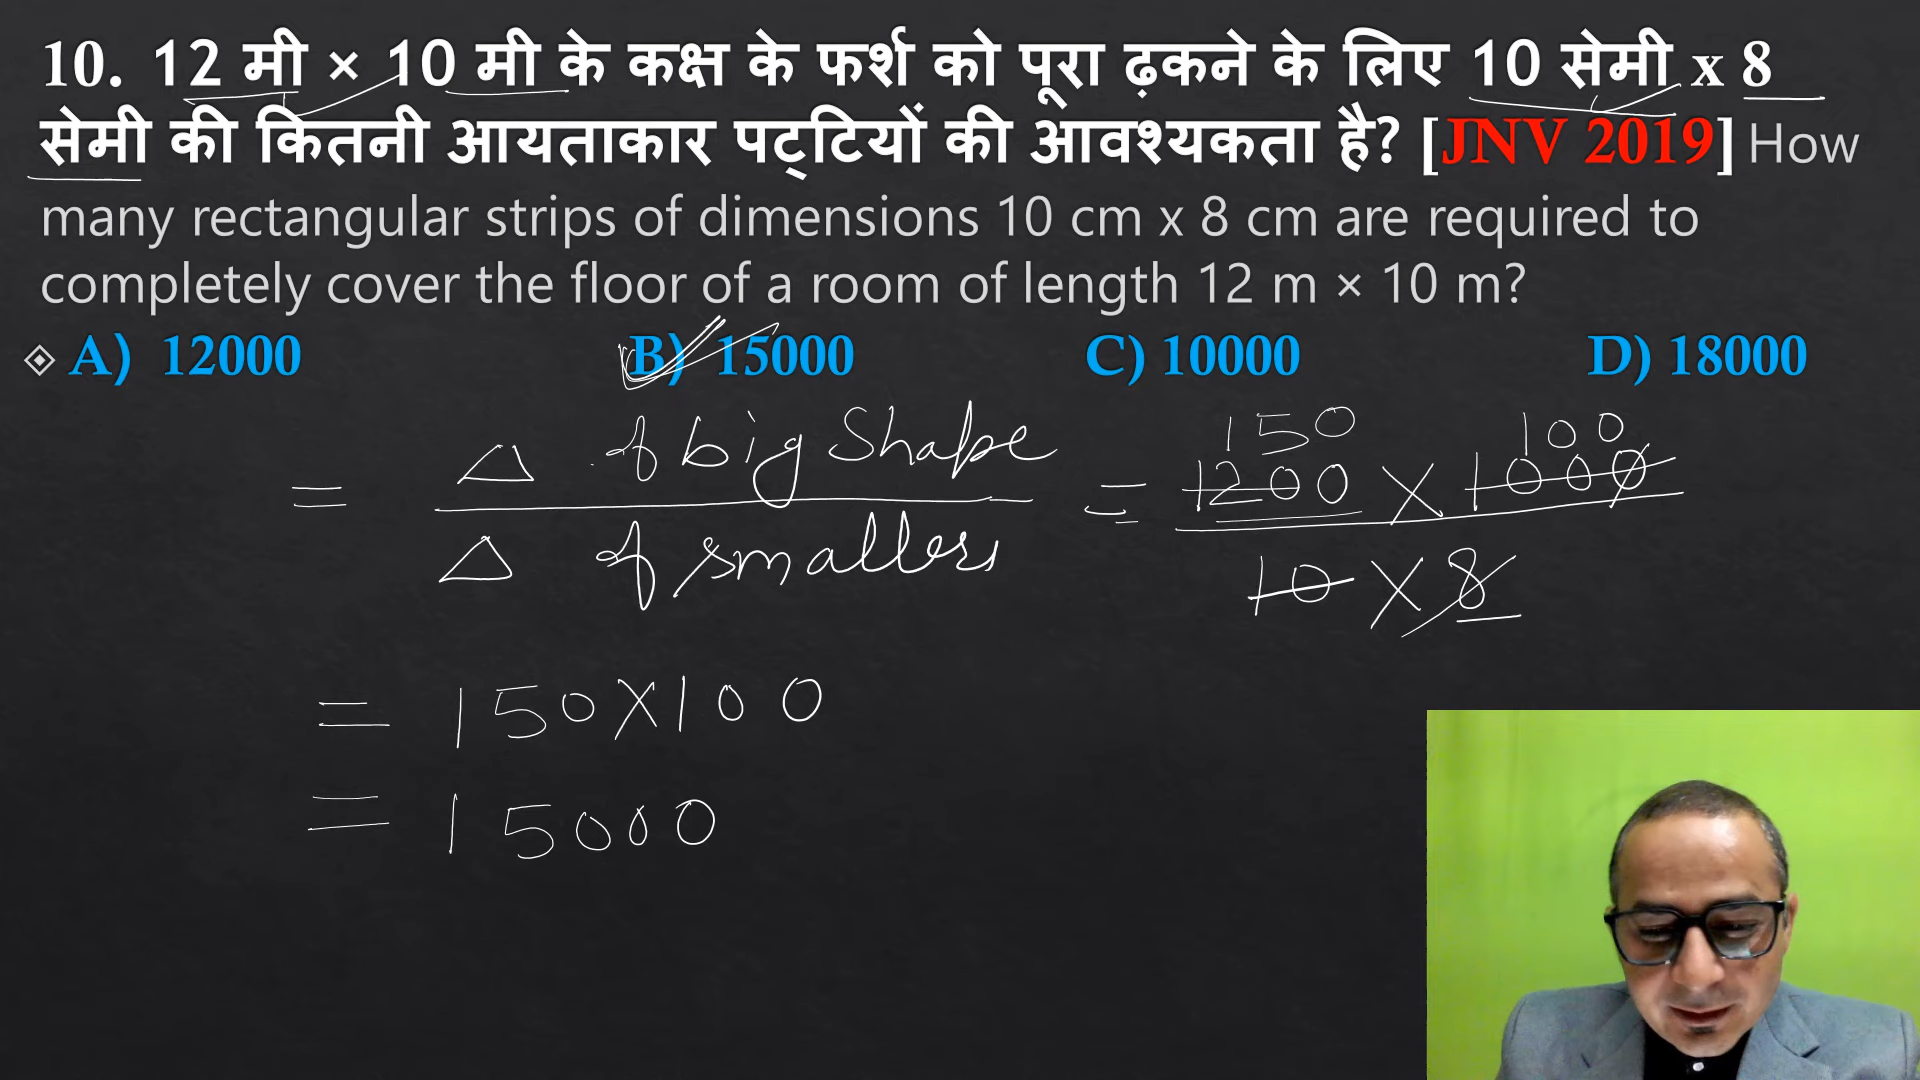 10. 12 मी × 10 मी के कक्ष के फर्श को पूरा ढ़कने के लिए 10 सेमी x 8
सेमी की कितनी आयताकार पट्टियों की आवश्यकता है? [JNV 2019] How
many rectangular strips of dimensions 10 cm x 8 cm are required to
completely cover the floor of a room of length 12 m × 10 m?
A) 12000 B) 15000 C) 10000 D) 18000
150 100
= Δ of big Shape = 1200 × 1000
Δ of smallers 10 × 8
= 150×100
= 15000